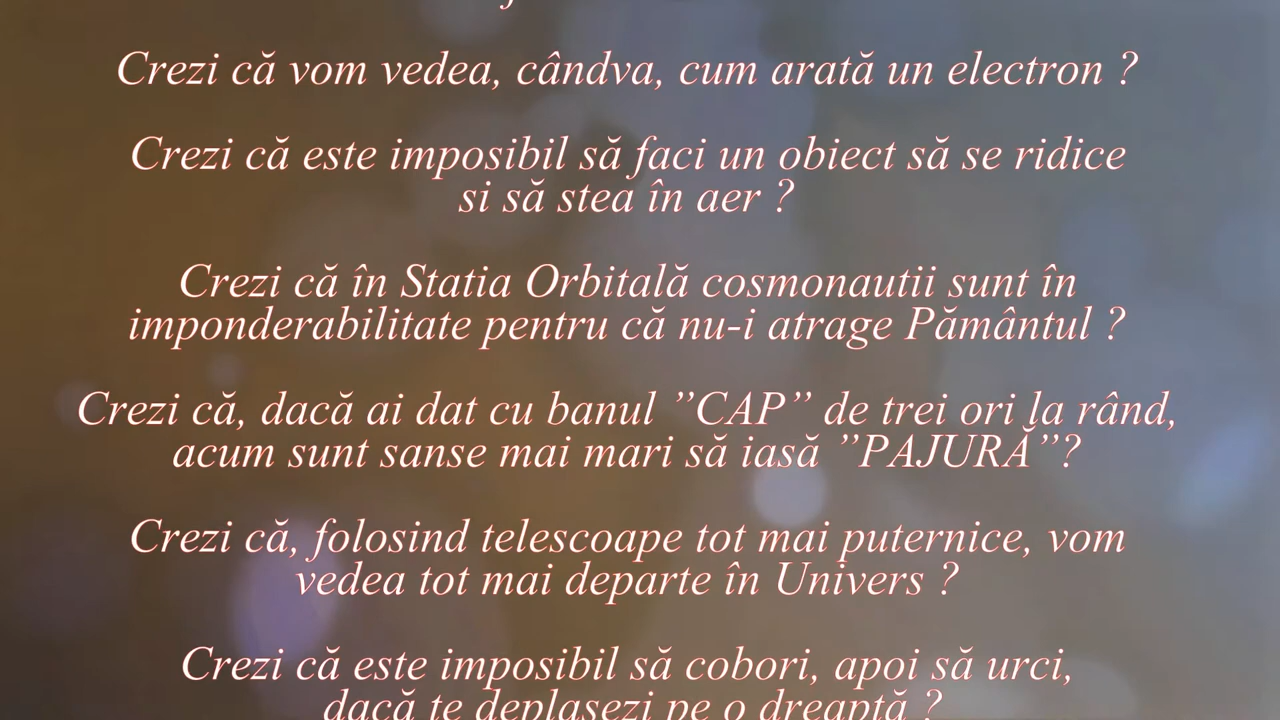 Crezi că vom vedea, cândva, cum arată un electron ?
Crezi că este imposibil să faci un obiect să se ridice
si să stea în aer ?
Crezi că în Statia Orbitală cosmonautii sunt în
imponderabilitate pentru că nu-i atrage Pământul ?
Crezi că, dacă ai dat cu banul ”CAP” de trei ori la rând,
acum sunt sanse mai mari să iasă ”PAJURĂ”?
Crezi că, folosind telescoape tot mai puternice, vom
vedea tot mai departe în Univers ?
Crezi că este imposibil să cobori, apoi să urci,
dacă te deplasezi pe o dreaptă ?